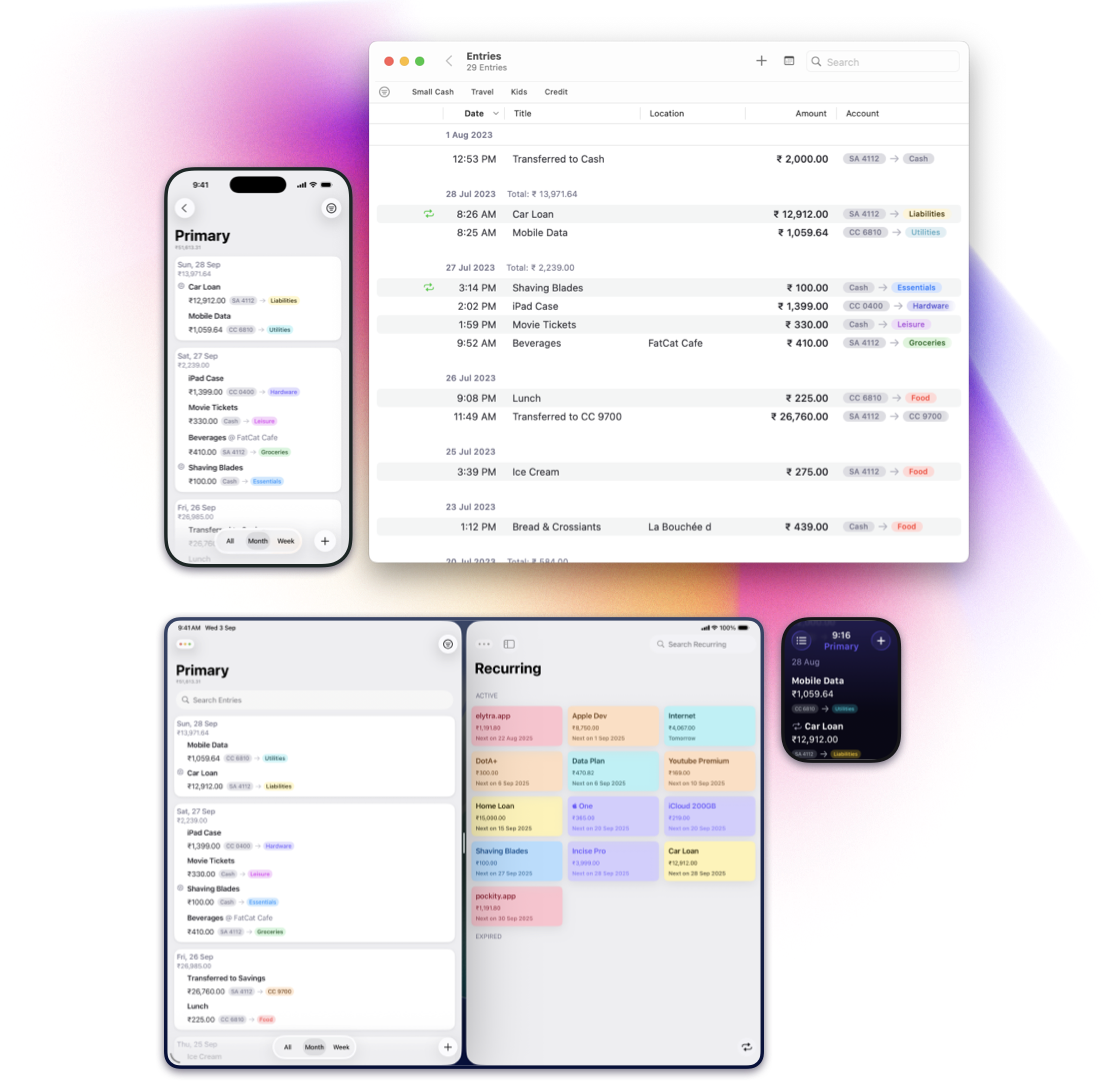 Entries
29 Entries
Search
Small Cash Travel Kids Credit
Date Title Location Amount Account
1 Aug 2023
12:53 PM Transferred to Cash ₹ 2,000.00 SA 4112 → Cash
28 Jul 2023 Total: ₹ 13,971.64
8:26 AM Car Loan ₹ 12,912.00 SA 4112 → Liabilities
8:25 AM Mobile Data ₹ 1,059.64 CC 6810 → Utilities
27 Jul 2023 Total: ₹ 2,239.00
3:14 PM Shaving Blades ₹ 100.00 Cash → Essentials
2:02 PM iPad Case ₹ 1,399.00 CC 0400 → Hardware
1:59 PM Movie Tickets ₹ 330.00 Cash → Leisure
9:52 AM Beverages FatCat Cafe ₹ 410.00 SA 4112 → Groceries
26 Jul 2023
9:08 PM Lunch ₹ 225.00 CC 6810 → Food
11:49 AM Transferred to CC 9700 ₹ 26,760.00 SA 4112 → CC 9700
25 Jul 2023
3:39 PM Ice Cream ₹ 275.00 SA 4112 → Food
23 Jul 2023
1:12 PM Bread & Crossiants La Bouchée d ₹ 439.00 Cash → Food
20 Jul 2023 Total: ₹ 584.00
9:41
Primary
Sun, 28 Sep
₹13,971.64
Car Loan
₹12,912.00 SA 4112 → Liabilities
Mobile Data
₹1,059.64 CC 6810 → Utilities
Sat, 27 Sep
₹2,239.00
iPad Case
₹1,399.00 CC 0400 → Hardware
Movie Tickets
₹330.00 Cash → Leisure
Beverages @ FatCat Cafe
₹410.00 SA 4112 → Groceries
Shaving Blades
₹100.00 Cash → Essentials
Fri, 26 Sep
₹26,985.00
All Month Week
Lunch
9:41 AM Wed 3 Sep
Primary
Search Entries
Sun, 28 Sep
₹13,971.64
Mobile Data
₹1,059.64 CC 6810 → Utilities
Car Loan
₹12,912.00 SA 4112 → Liabilities
Sat, 27 Sep
₹2,239.00
iPad Case
₹1,399.00 CC 0400 → Hardware
Movie Tickets
₹330.00 Cash → Leisure
Shaving Blades
₹100.00 Cash → Essentials
Beverages @ FatCat Cafe
₹410.00 SA 4112 → Groceries
Fri, 26 Sep
₹26,985.00
Transferred to Savings
₹26,760.00 SA 4112 → CC 9700
Lunch
₹225.00 CC 6810 → Food
Thu, 25 Sep
Ice Cream
All Month Week
100%
Search Recurring
Recurring
ACTIVE
elytra.app Apple Dev Internet
₹1,191.80 ₹8,750.00 ₹4,067.00
Next on 22 Aug 2025 Next on 1 Sep 2025 Tomorrow
DotA+ Data Plan Youtube Premium
₹300.00 ₹470.82 ₹169.00
Next on 6 Sep 2025 Next on 6 Sep 2025 Next on 10 Sep 2025
Home Loan One iCloud 200GB
₹15,000.00 ₹365.00 ₹219.00
Next on 15 Sep 2025 Next on 20 Sep 2025 Next on 20 Sep 2025
Shaving Blades Incise Pro Car Loan
₹100.00 ₹3,999.00 ₹12,912.00
Next on 27 Sep 2025 Next on 28 Sep 2025 Next on 28 Sep 2025
pockity.app
₹1,191.80
Next on 30 Sep 2025
EXPIRED
9:16
Primary
28 Aug
Mobile Data
₹1,059.64
CC 6810 → Utilities
Car Loan
₹12,912.00
SA 4112 → Liabilities